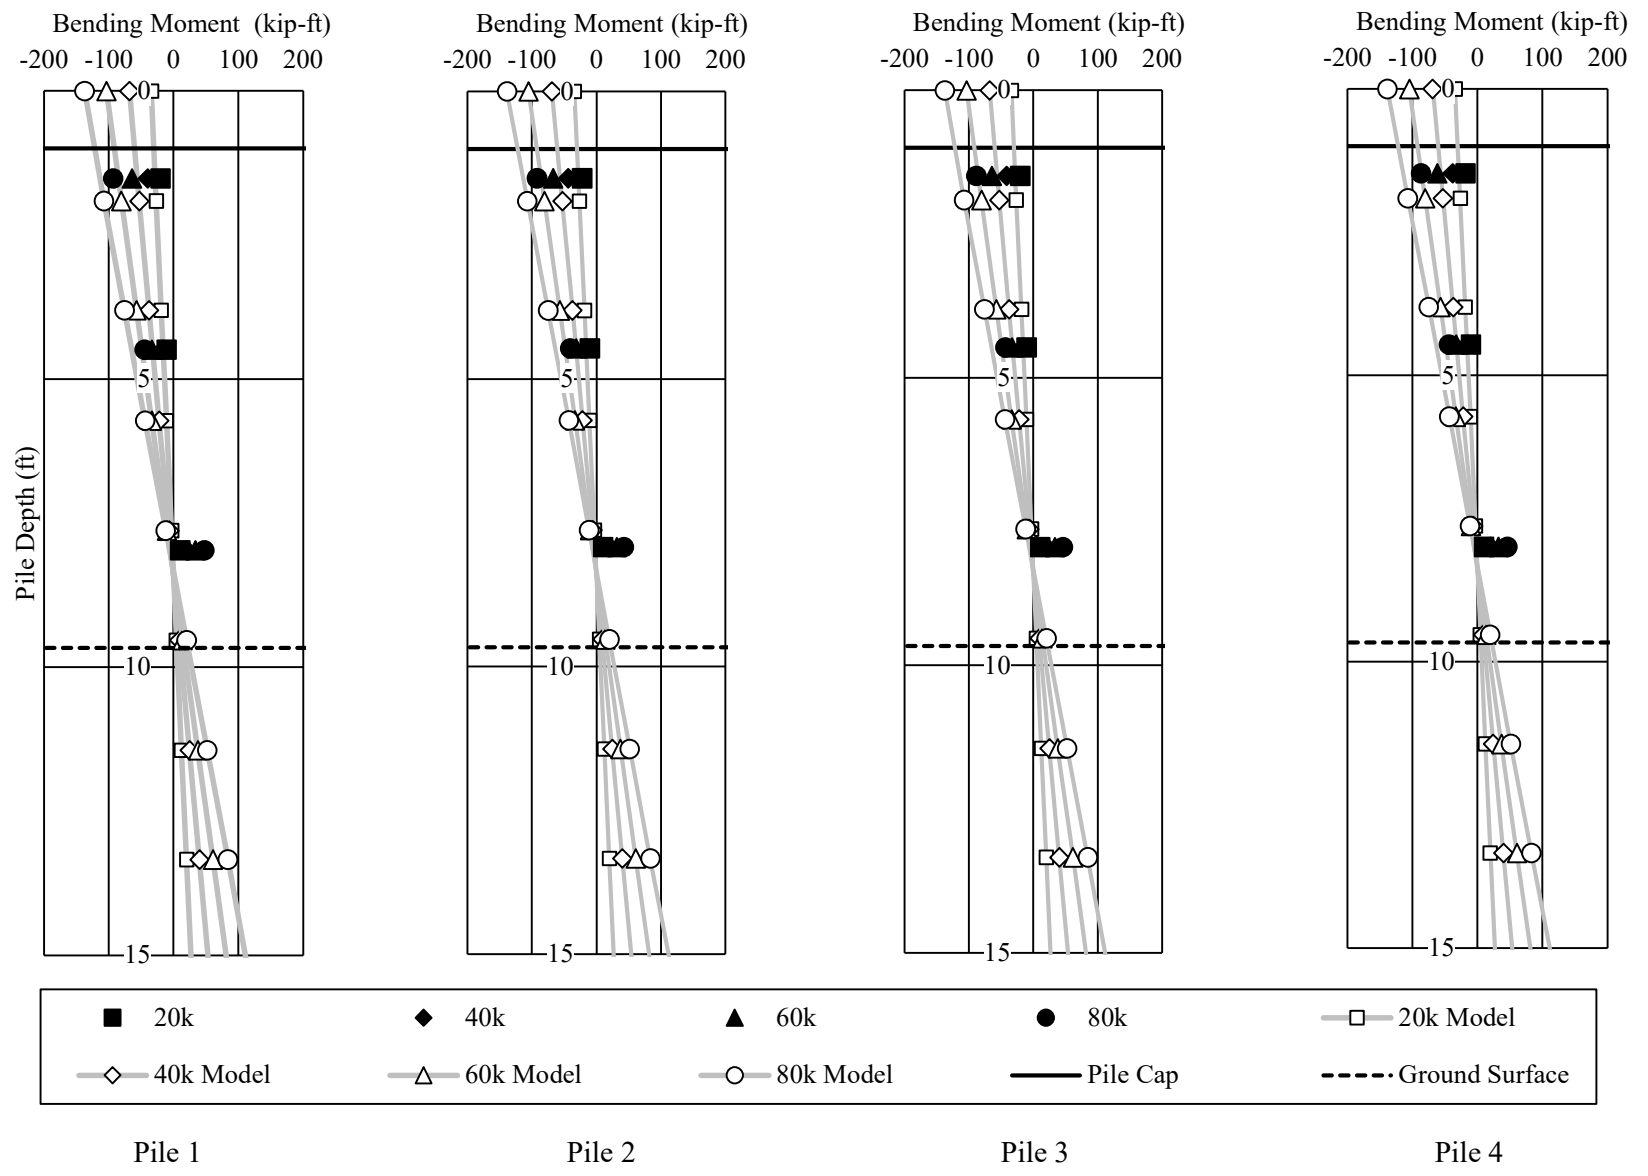 Bending Moment  (kip-ft)
-200 -100 0 100 200
0
5
10
15
Pile Depth (ft)
Bending Moment (kip-ft)
-200 -100 0 100 200
0
5
10
15
Bending Moment (kip-ft)
-200 -100 0 100 200
0
5
10
15
Bending Moment (kip-ft)
-200 -100 0 100 200
0
5
10
15
20k 40k 60k 80k 20k Model
40k Model 60k Model 80k Model Pile Cap Ground Surface
Pile 1 Pile 2 Pile 3 Pile 4